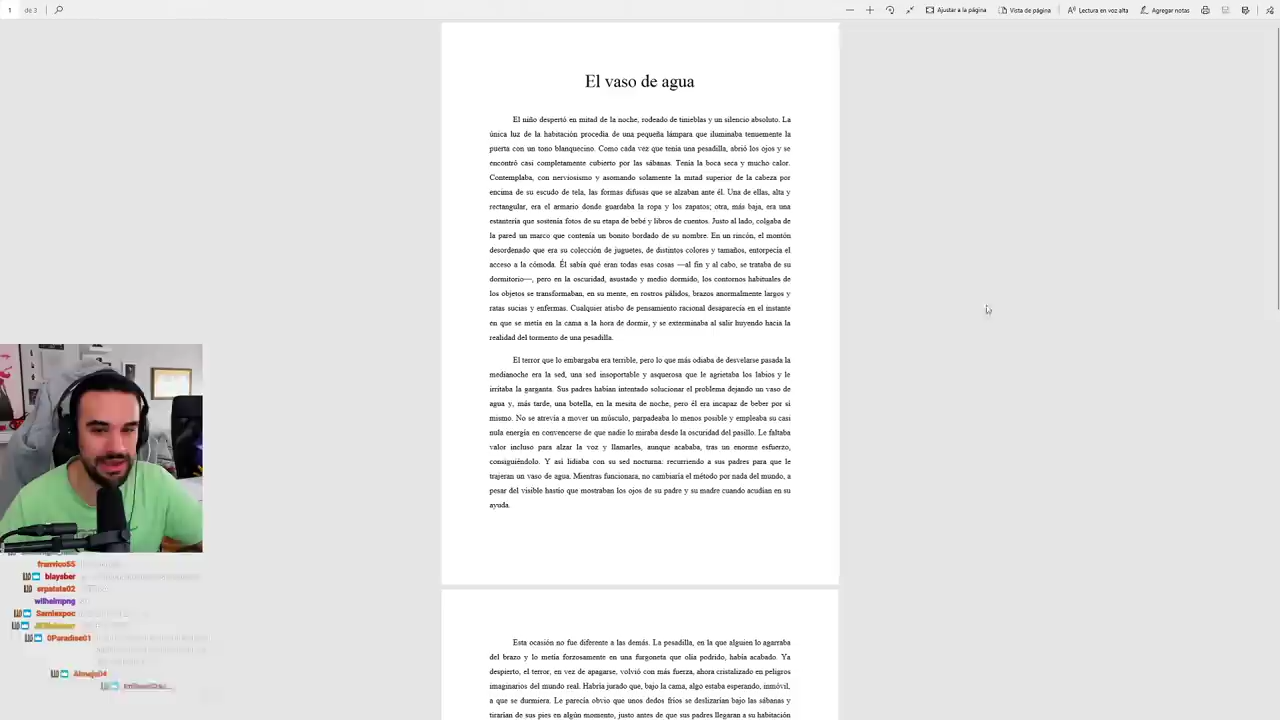 1 de 3
Ajustar a la página
Vista de página
Lectura en voz alta
Agregar notas
El vaso de agua
El niño despertó en mitad de la noche, rodeado de tinieblas y un silencio absoluto. La
única luz de la habitación procedía de una pequeña lámpara que iluminaba tenuemente la
puerta con un tono blanquecino. Como cada vez que tenía una pesadilla, abrió los ojos y se
encontró casi completamente cubierto por las sábanas. Tenía la boca seca y mucho calor.
Contemplaba, con nerviosismo y asomando solamente la mitad superior de la cabeza por
encima de su escudo de tela, las formas difusas que se alzaban ante él. Una de ellas, alta y
rectangular, era el armario donde guardaba la ropa y los zapatos; otra, más baja, era una
estantería que sostenía fotos de su etapa de bebé y libros de cuentos. Justo al lado, colgaba de
la pared un marco que contenía un bonito bordado de su nombre. En un rincón, el montón
desordenado que era su colección de juguetes, de distintos colores y tamaños, entorpecía el
acceso a la cómoda. Él sabía qué eran todas esas cosas —al fin y al cabo, se trataba de su
dormitorio—, pero en la oscuridad, asustado y medio dormido, los contornos habituales de
los objetos se transformaban, en su mente, en rostros pálidos, brazos anormalmente largos y
ratas sucias y enfermas. Cualquier atisbo de pensamiento racional desaparecía en el instante
en que se metía en la cama a la hora de dormir, y se exterminaba al salir huyendo hacia la
realidad del tormento de una pesadilla.
El terror que lo embargaba era terrible, pero lo que más odiaba de desvelarse pasada la
medianoche era la sed, una sed insoportable y asquerosa que le agrietaba los labios y le
irritaba la garganta. Sus padres habían intentado solucionar el problema dejando un vaso de
agua y, más tarde, una botella, en la mesita de noche, pero él era incapaz de beber por sí
mismo. No se atrevía a mover un músculo, parpadeaba lo menos posible y empleaba su casi
nula energía en convencerse de que nadie lo miraba desde la oscuridad del pasillo. Le faltaba
valor incluso para alzar la voz y llamarles, aunque acababa, tras un enorme esfuerzo,
consiguiéndolo. Y así lidiaba con su sed nocturna: recurriendo a sus padres para que le
trajeran un vaso de agua. Mientras funcionara, no cambiaría el método por nada del mundo, a
pesar del visible hastío que mostraban los ojos de su padre y su madre cuando acudían en su
ayuda.
franrico55
blaysber
erpatata02
wilhelmpng
Samlexpoc
0Paradise01
Almejo04
Esta ocasión no fue diferente a las demás. La pesadilla, en la que alguien lo agarraba
del brazo y lo metía forzosamente en una furgoneta que olía podrido, había acabado. Ya
despierto, el terror, en vez de apagarse, volvió con más fuerza, ahora cristalizado en peligros
imaginarios del mundo real. Habría jurado que, bajo la cama, algo estaba esperando, inmóvil,
a que se durmiera. Le parecía obvio que unos dedos fríos se deslizarían bajo las sábanas y
tirarían de sus pies en algún momento, justo antes de que sus padres llegaran a su habitación